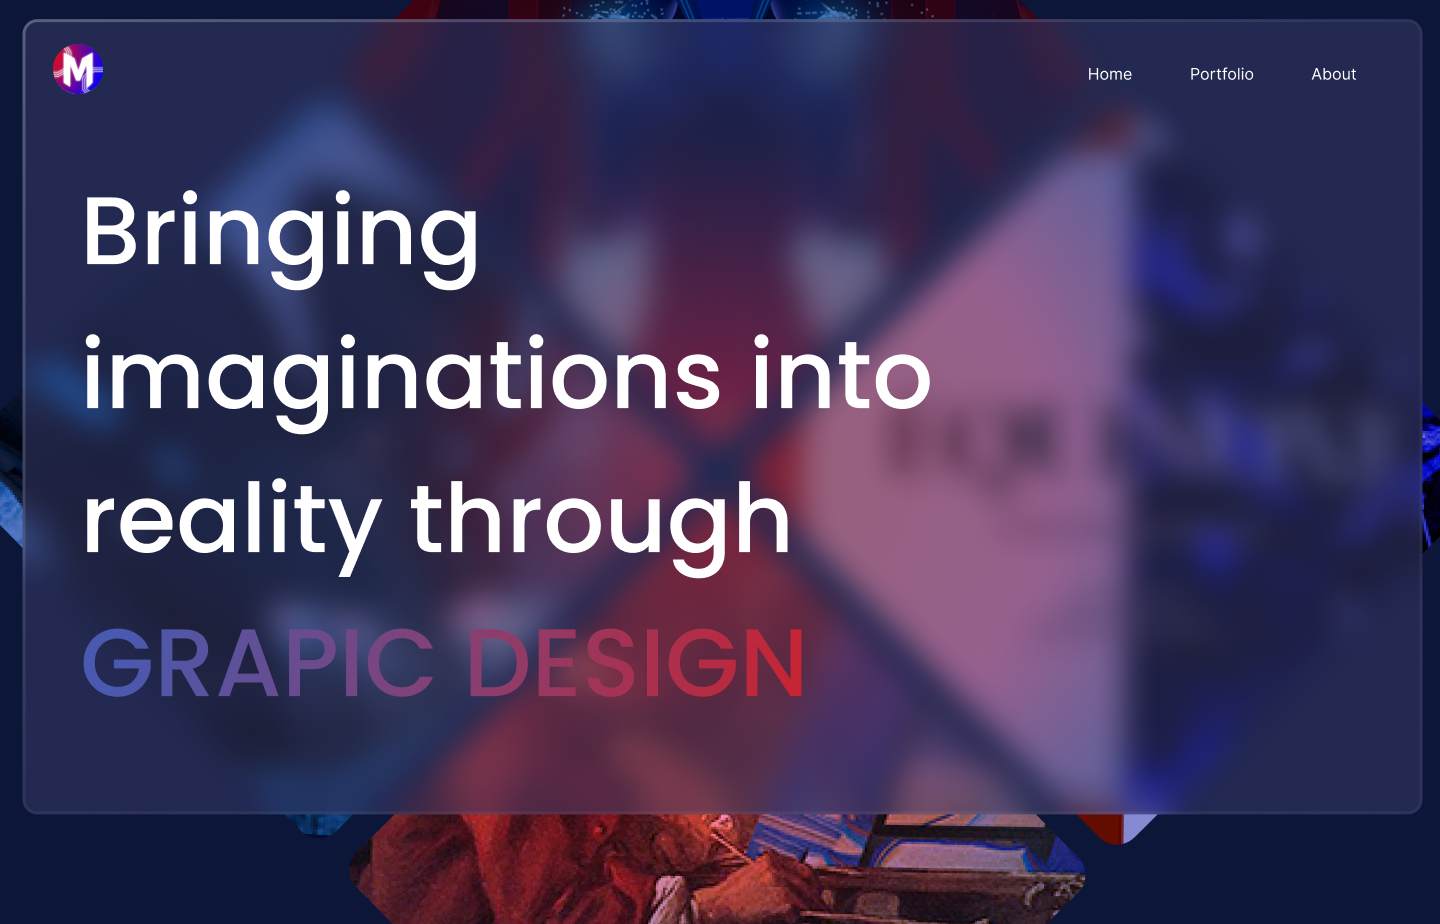 M
Home Portfolio About
Bringing
imaginations into
reality through
GRAPIC DESIGN